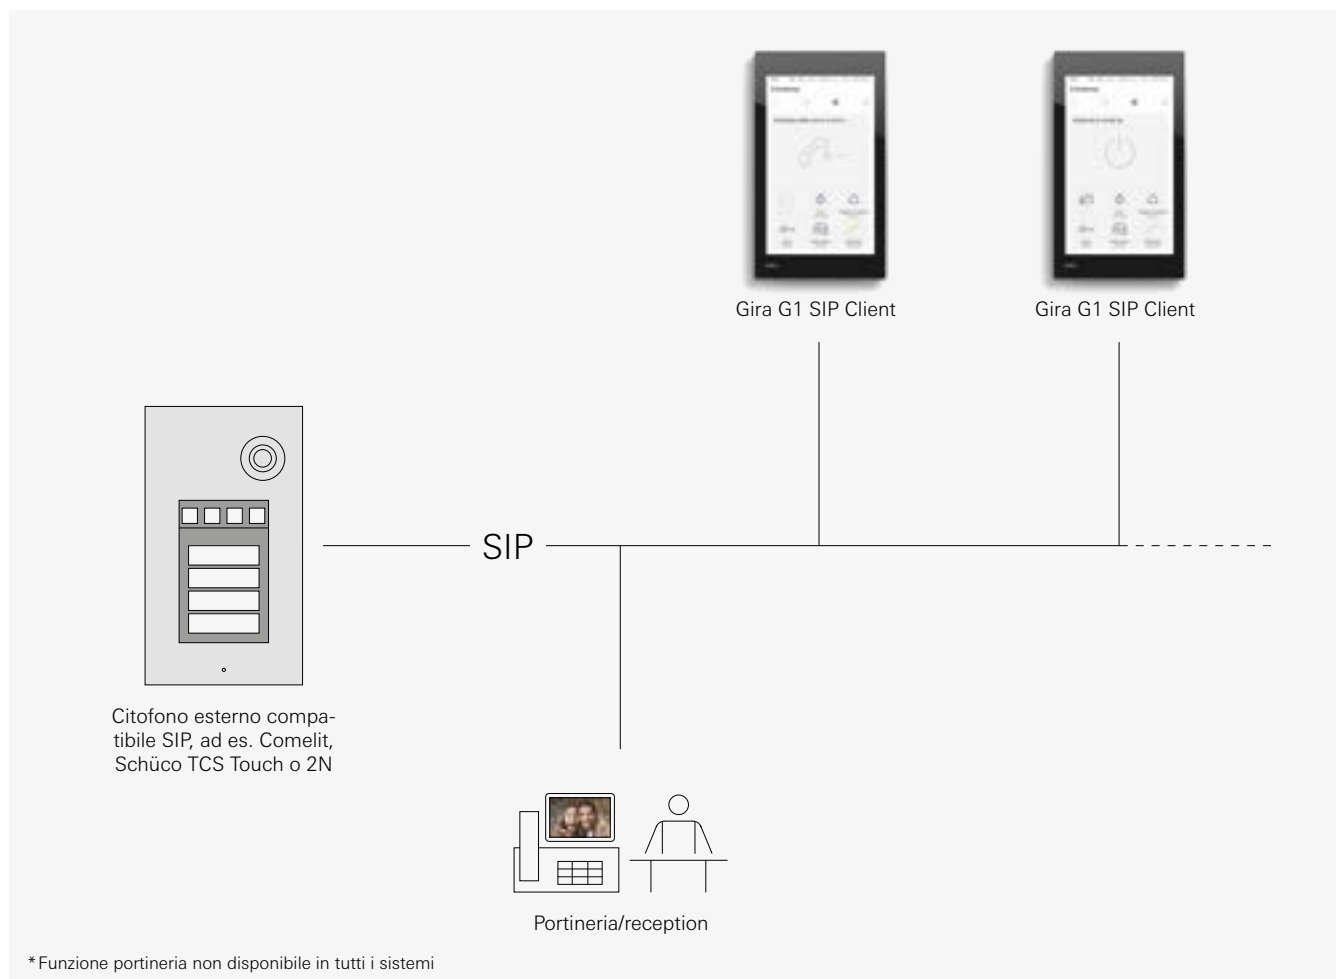 Gira G1 SIP Client
Gira G1 SIP Client
SIP
Citofono esterno compa-
tibile SIP, ad es. Comelit,
Schüco TCS Touch o 2N
Portineria/reception
* Funzione portineria non disponibile in tutti i sistemi